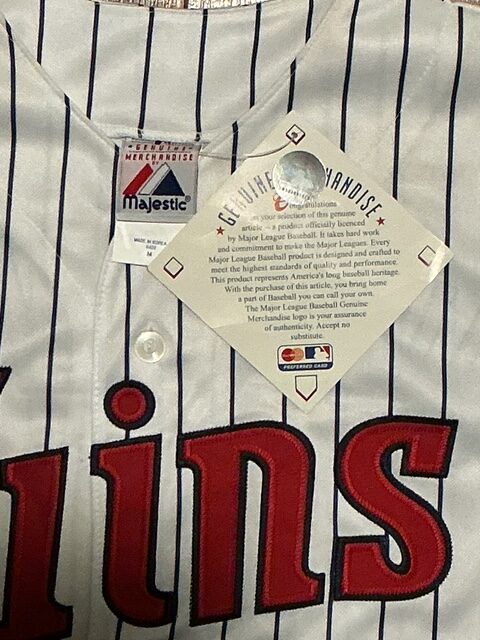 GENUINE
MERCHANDISE
BY
Majestic
MADE IN KOREA
M
GENUINE MERCHANDISE
Congratulations
on your selection of this genuine
article – a product officially licenced
by Major League Baseball. It takes hard work
and commitment to make the Major Leagues. Every
Major League Baseball product is designed and crafted to
meet the highest standards of quality and performance.
This product represents America's long baseball heritage.
With the purchase of this article, you bring home
a part of Baseball you can call your own.
The Major League Baseball Genuine
Merchandise logo is your assurance
of authenticity. Accept no
substitute.
PREFERRED CARD
ins